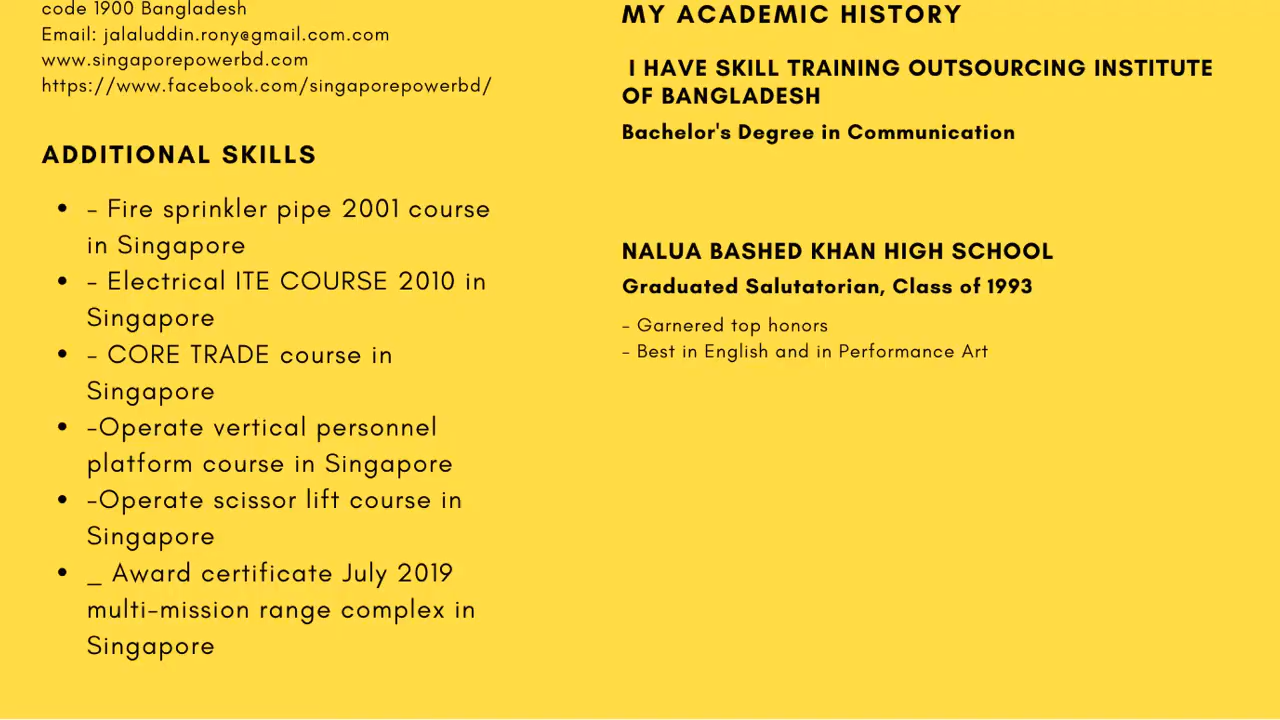 code 1900 Bangladesh
Email: jalaluddin.rony@gmail.com.com
www.singaporepowerbd.com
https://www.facebook.com/singaporepowerbd/
ADDITIONAL SKILLS
• - Fire sprinkler pipe 2001 course
in Singapore
• - Electrical ITE COURSE 2010 in
Singapore
• - CORE TRADE course in
Singapore
• -Operate vertical personnel
platform course in Singapore
• -Operate scissor lift course in
Singapore
• _ Award certificate July 2019
multi-mission range complex in
Singapore
MY ACADEMIC HISTORY
I HAVE SKILL TRAINING OUTSOURCING INSTITUTE
OF BANGLADESH
Bachelor's Degree in Communication
NALUA BASHED KHAN HIGH SCHOOL
Graduated Salutatorian, Class of 1993
- Garnered top honors
- Best in English and in Performance Art